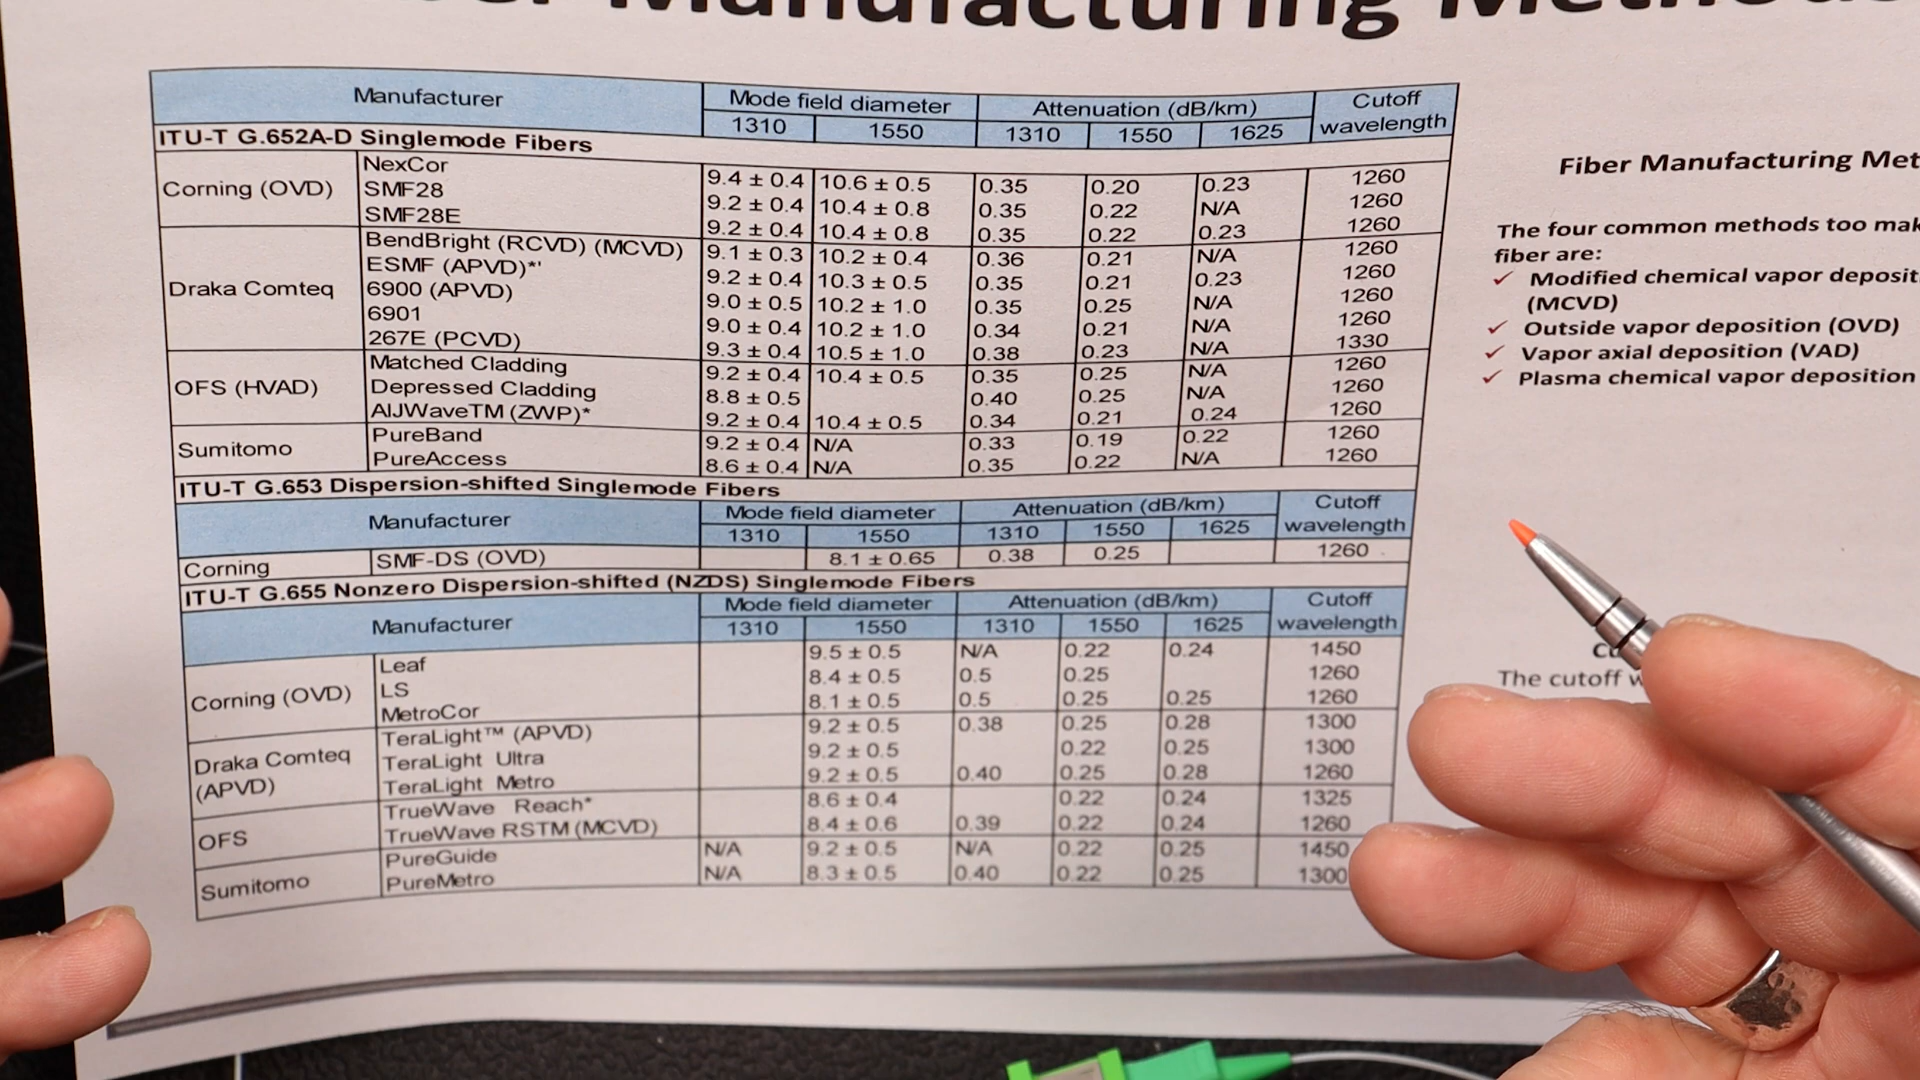 Manufacturing
Manufacturer Mode field diameter Attenuation (dB/km) Cutoff wavelength
1310 1550 1310 1550 1625
ITU-T G.652A-D Singlemode Fibers
Corning (OVD) NexCor 9.4 ± 0.4 10.6 ± 0.5 0.35 0.20 0.23 1260
SMF28 9.2 ± 0.4 10.4 ± 0.8 0.35 0.22 N/A 1260
SMF28E 9.2 ± 0.4 10.4 ± 0.8 0.35 0.22 0.23 1260
Draka Comteq BendBright (RCVD) (MCVD) 9.1 ± 0.3 10.2 ± 0.4 0.36 0.21 N/A 1260
ESMF (APVD)*' 9.2 ± 0.4 10.3 ± 0.5 0.35 0.21 0.23 1260
6900 (APVD) 9.0 ± 0.5 10.2 ± 1.0 0.35 0.25 N/A 1260
6901 9.0 ± 0.4 10.2 ± 1.0 0.34 0.21 N/A 1260
267E (PCVD) 9.3 ± 0.4 10.5 ± 1.0 0.38 0.23 N/A 1330
OFS (HVAD) Matched Cladding 9.2 ± 0.4 10.4 ± 0.5 0.35 0.25 N/A 1260
Depressed Cladding 8.8 ± 0.5 0.40 0.25 N/A 1260
AlJWaveTM (ZWP)* 9.2 ± 0.4 10.4 ± 0.5 0.34 0.21 0.24 1260
Sumitomo PureBand 9.2 ± 0.4 N/A 0.33 0.19 0.22 1260
PureAccess 8.6 ± 0.4 N/A 0.35 0.22 N/A 1260
ITU-T G.653 Dispersion-shifted Singlemode Fibers
Manufacturer Mode field diameter Attenuation (dB/km) Cutoff wavelength
1310 1550 1310 1550 1625
Corning SMF-DS (OVD) 8.1 ± 0.65 0.38 0.25 1260
ITU-T G.655 Nonzero Dispersion-shifted (NZDS) Singlemode Fibers
Manufacturer Mode field diameter Attenuation (dB/km) Cutoff wavelength
1310 1550 1310 1550 1625
Corning (OVD) Leaf 9.5 ± 0.5 N/A 0.22 0.24 1450
LS 8.4 ± 0.5 0.5 0.25 1260
MetroCor 8.1 ± 0.5 0.5 0.25 0.25 1260
Draka Comteq (APVD) TeraLight™ (APVD) 9.2 ± 0.5 0.38 0.25 0.28 1300
TeraLight Ultra 9.2 ± 0.5 0.22 0.25 1300
TeraLight Metro 9.2 ± 0.5 0.40 0.25 0.28 1260
OFS TrueWave Reach* 8.6 ± 0.4 0.22 0.24 1325
TrueWave RSTM (MCVD) 8.4 ± 0.6 0.39 0.22 0.24 1260
Sumitomo PureGuide N/A 9.2 ± 0.5 N/A 0.22 0.25 1450
PureMetro N/A 8.3 ± 0.5 0.40 0.22 0.25 1300
Fiber Manufacturing Met
The four common methods too mak
fiber are:
✓ Modified chemical vapor deposit
(MCVD)
✓ Outside vapor deposition (OVD)
✓ Vapor axial deposition (VAD)
✓ Plasma chemical vapor deposition
The cutoff w